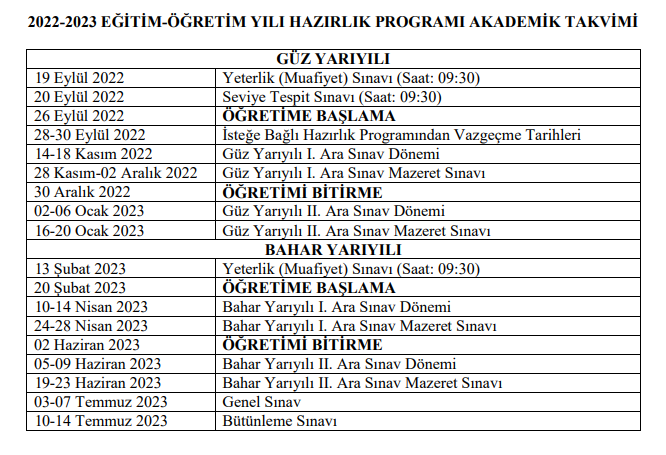 2022-2023 EĞİTİM-ÖĞRETİM YILI HAZIRLIK PROGRAMI AKADEMİK TAKVİMİ
GÜZ YARIYILI
19 Eylül 2022 Yeterlik (Muafiyet) Sınavı (Saat: 09:30)
20 Eylül 2022 Seviye Tespit Sınavı (Saat: 09:30)
26 Eylül 2022 ÖĞRETİME BAŞLAMA
28-30 Eylül 2022 İsteğe Bağlı Hazırlık Programından Vazgeçme Tarihleri
14-18 Kasım 2022 Güz Yarıyılı I. Ara Sınav Dönemi
28 Kasım-02 Aralık 2022 Güz Yarıyılı I. Ara Sınav Mazeret Sınavı
30 Aralık 2022 ÖĞRETİMİ BİTİRME
02-06 Ocak 2023 Güz Yarıyılı II. Ara Sınav Dönemi
16-20 Ocak 2023 Güz Yarıyılı II. Ara Sınav Mazeret Sınavı
BAHAR YARIYILI
13 Şubat 2023 Yeterlik (Muafiyet) Sınavı (Saat: 09:30)
20 Şubat 2023 ÖĞRETİME BAŞLAMA
10-14 Nisan 2023 Bahar Yarıyılı I. Ara Sınav Dönemi
24-28 Nisan 2023 Bahar Yarıyılı I. Ara Sınav Mazeret Sınavı
02 Haziran 2023 ÖĞRETİMİ BİTİRME
05-09 Haziran 2023 Bahar Yarıyılı II. Ara Sınav Dönemi
19-23 Haziran 2023 Bahar Yarıyılı II. Ara Sınav Mazeret Sınavı
03-07 Temmuz 2023 Genel Sınav
10-14 Temmuz 2023 Bütünleme Sınavı